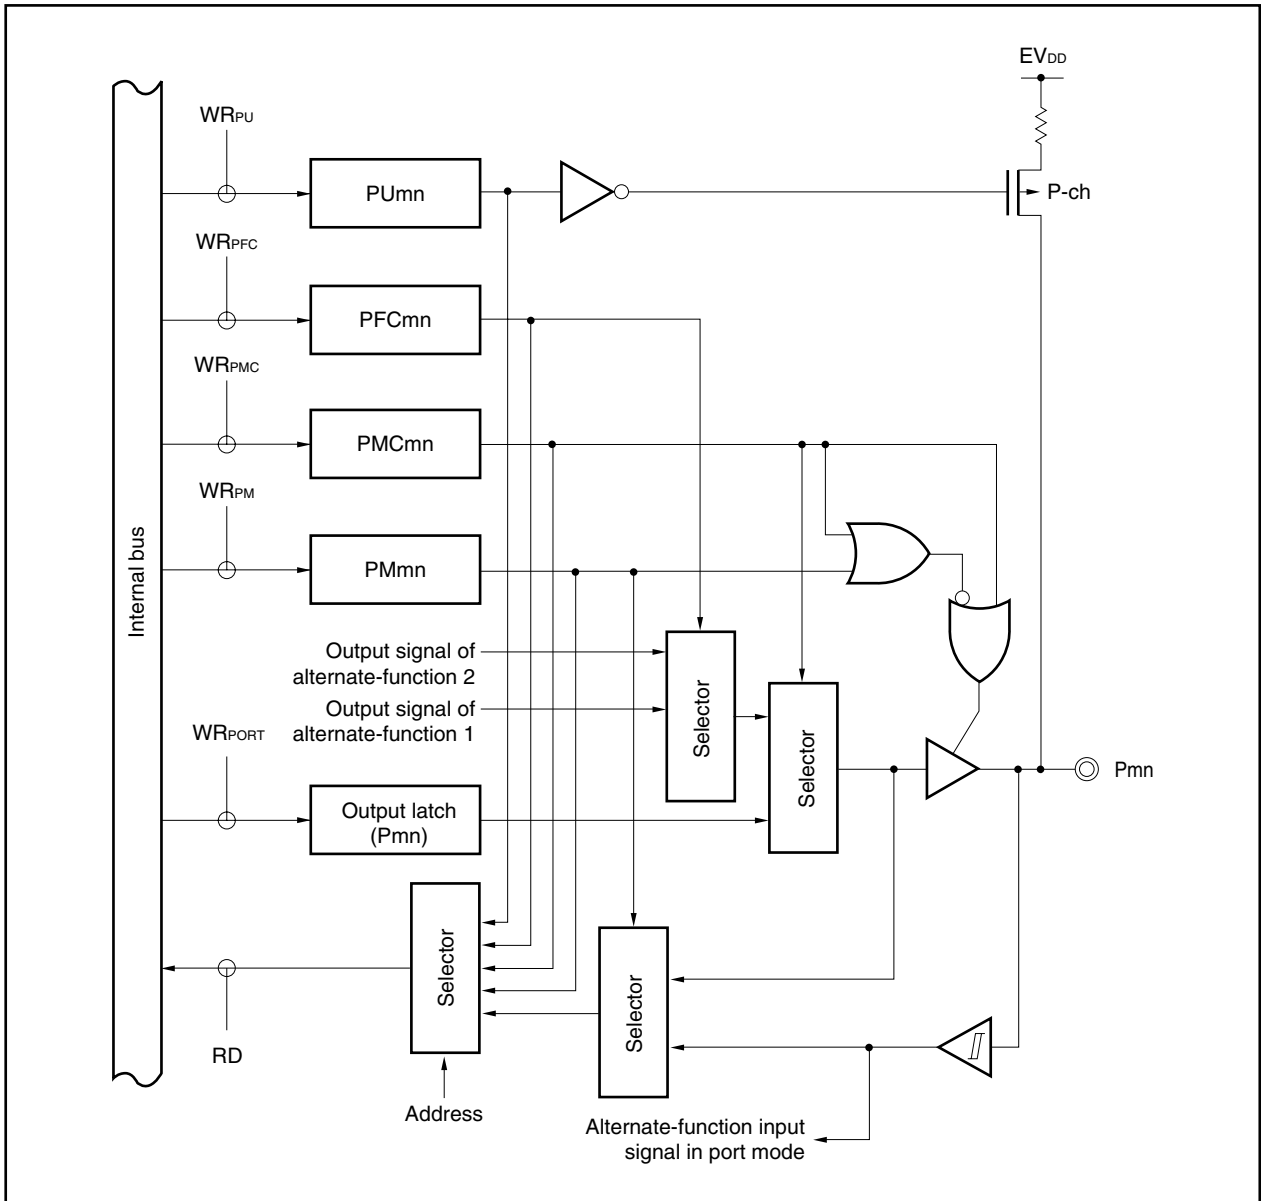 EVDD
WRPU
PUmn
P-ch
WRPFC
PFCmn
WRPMC
PMCmn
WRPM
PMmn
Internal bus
Output signal of
alternate-function 2
Output signal of
alternate-function 1
Selector
Selector
WRPORT
Pmn
Output latch
(Pmn)
Selector
Selector
RD
Address
Alternate-function input
signal in port mode